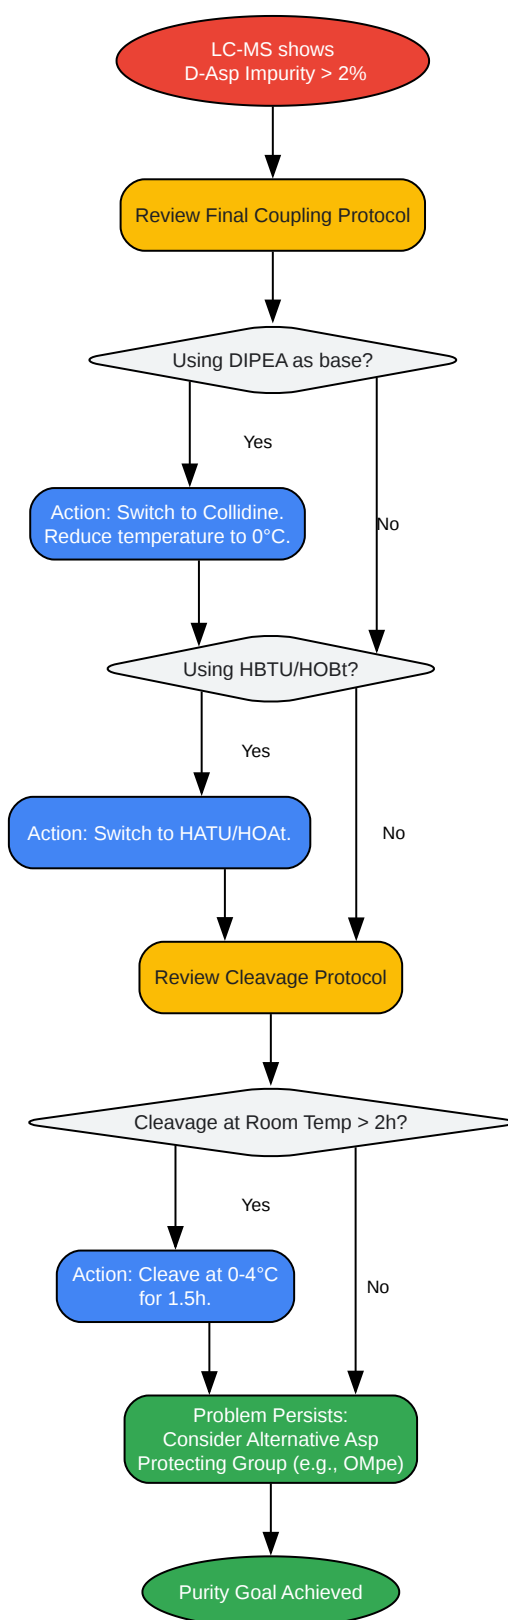 LC-MS shows
D-Asp Impurity > 2%
Review Final Coupling Protocol
Using DIPEA as base?
Yes
Action: Switch to Collidine.
Reduce temperature to 0°C.
No
Using HBTU/HOBt?
Yes
Action: Switch to HATU/HOAt.
No
Review Cleavage Protocol
Cleavage at Room Temp > 2h?
Yes
Action: Cleave at 0-4°C
for 1.5h.
No
Problem Persists:
Consider Alternative Asp
Protecting Group (e.g., OMpe)
Purity Goal Achieved